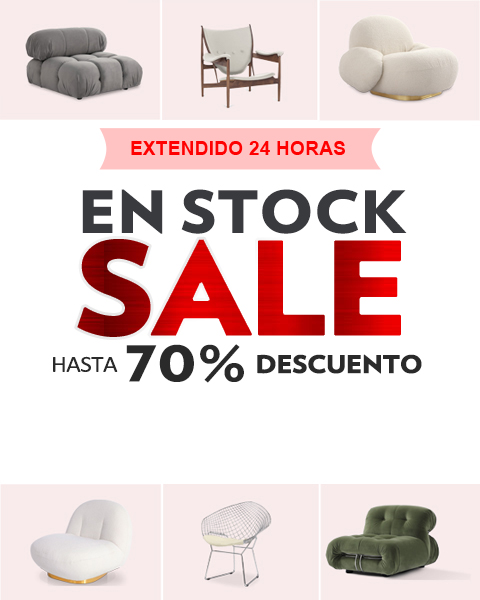 EXTENDIDO 24 HORAS
EN STOCK
SALE
HASTA 70% DESCUENTO